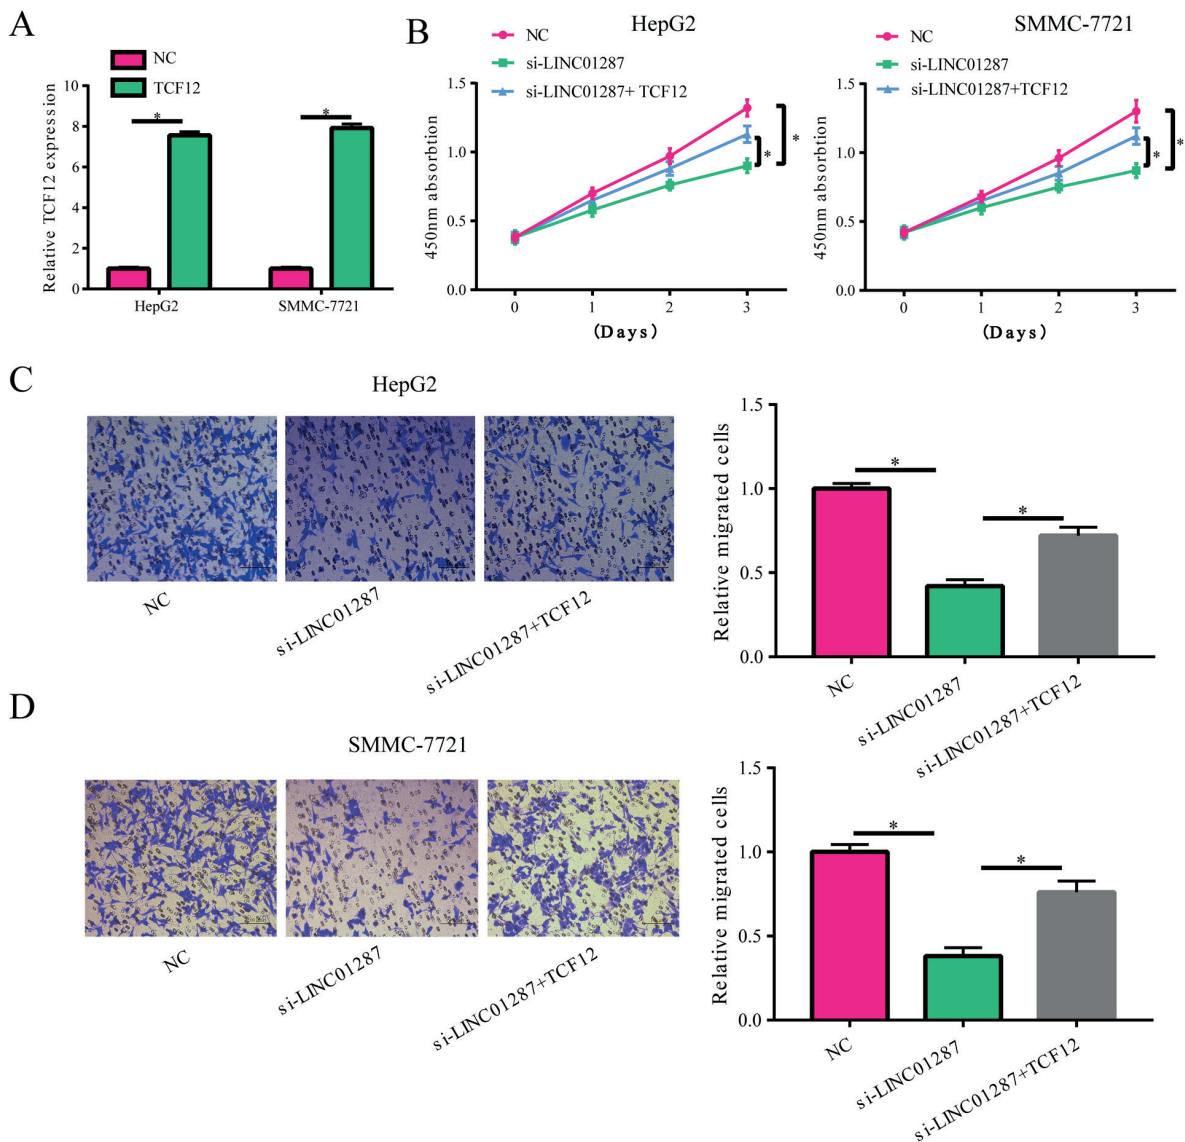 A
NC
TCF12
Relative TCF12 expression
10
8
6
4
2
0
*
*
HepG2
SMMC-7721
B
HepG2
NC
si-LINC01287
si-LINC01287+ TCF12
450nm absorbtion
1.5
1.0
0.5
0.0
*
*
0
1
2
3
(Days)
SMMC-7721
NC
si-LINC01287
si-LINC01287+TCF12
450nm absorbtion
1.5
1.0
0.5
0.0
*
*
0
1
2
3
(Days)
C
HepG2
NC
si-LINC01287
si-LINC01287+TCF12
Relative migrated cells
1.5
1.0
0.5
0.0
*
*
NC
si-LINC01287
si-LINC01287+TCF12
D
SMMC-7721
NC
si-LINC01287
si-LINC01287+TCF12
Relative migrated cells
1.5
1.0
0.5
0.0
*
*
NC
si-LINC01287
si-LINC01287+TCF12